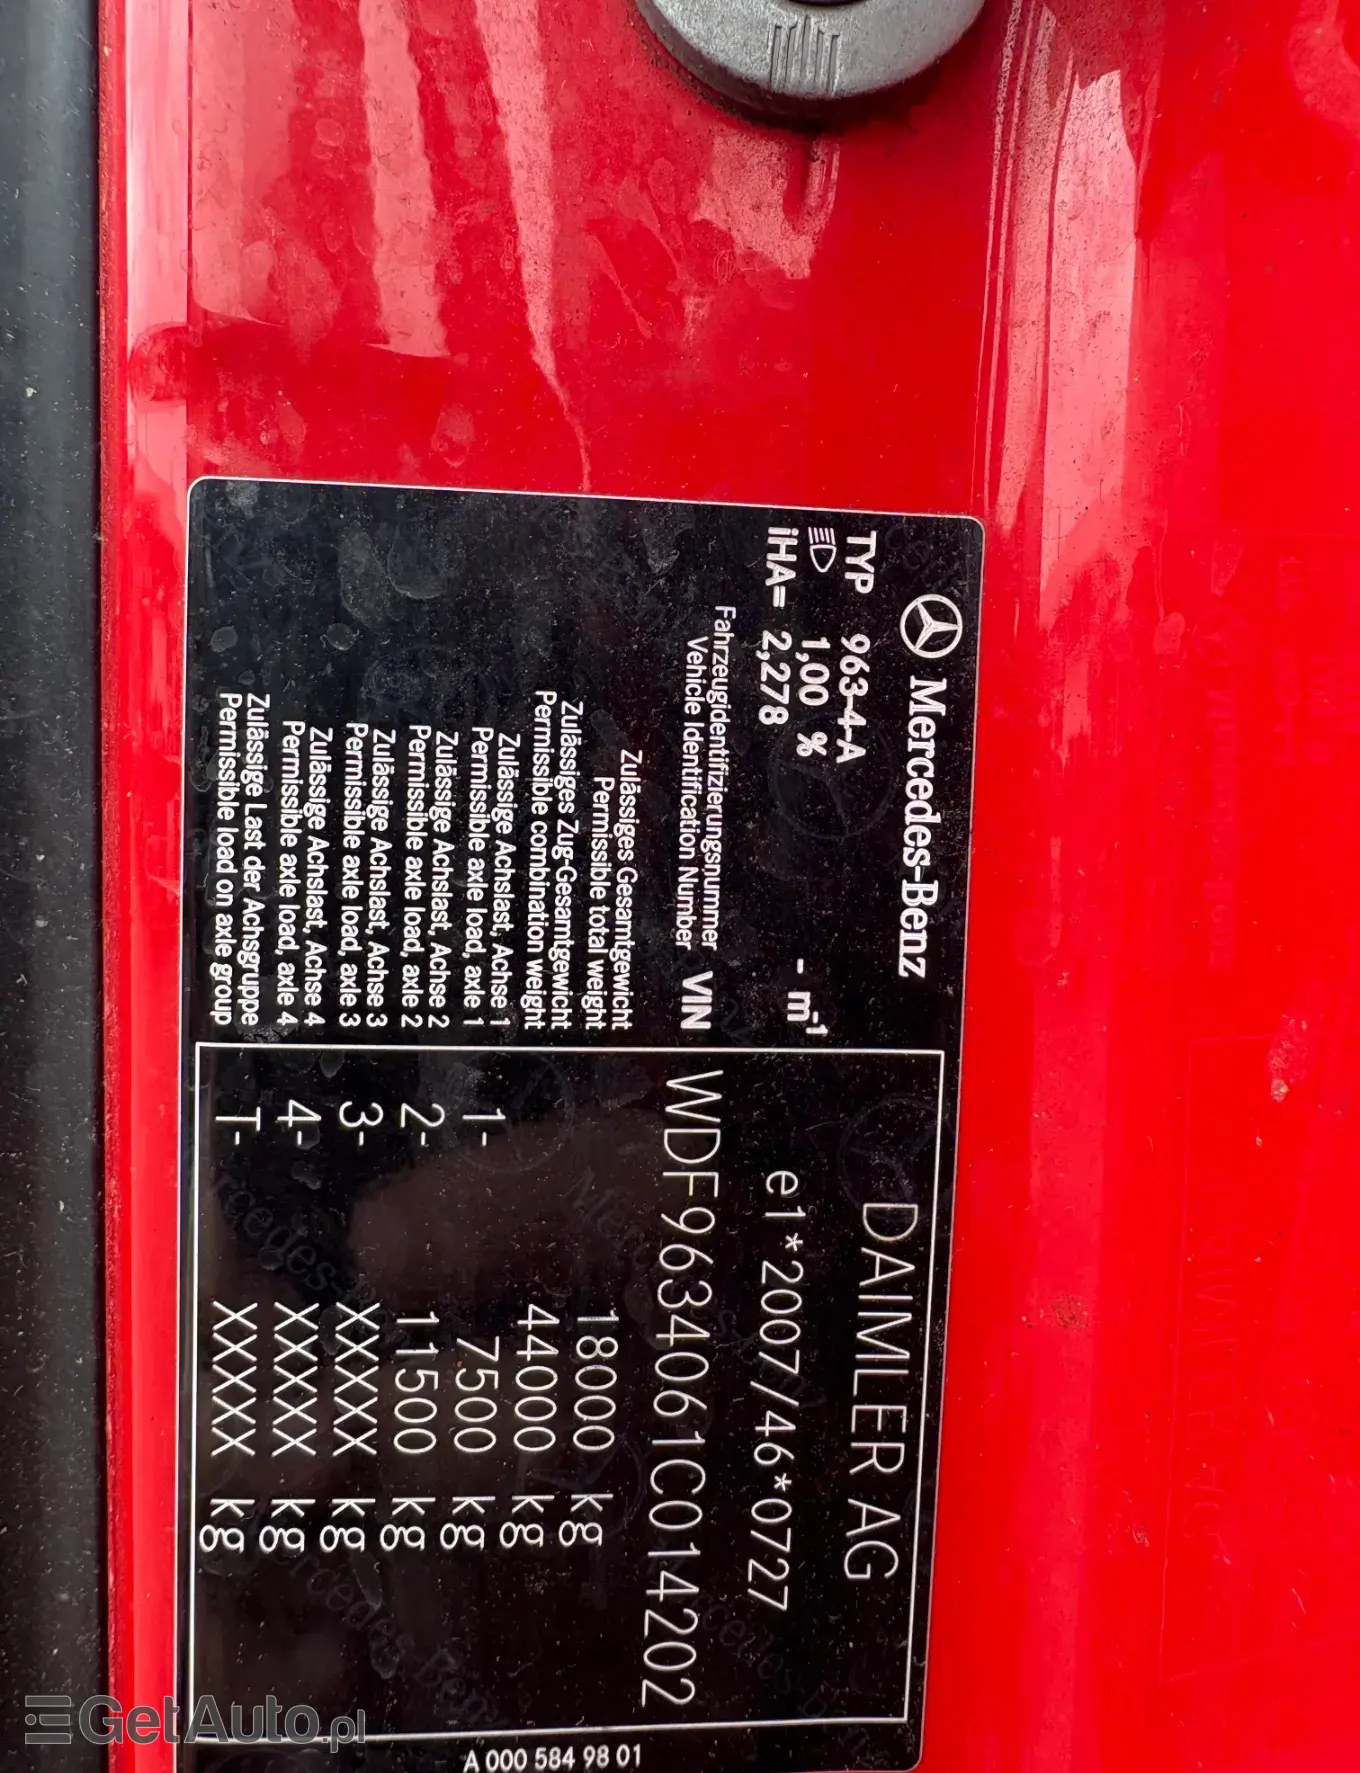 Mercedes-Benz
TYP 963-4-A
1,00 % - m-1
iHA= 2,278
DAIMLER AG
e1*2007/46*0727
Fahrzeugidentifizierungsnummer
Vehicle Identification Number VIN WDF9634061C014202
Zulässiges Gesamtgewicht
Permissible total weight 18000 kg
Zulässiges Zug-Gesamtgewicht
Permissible combination weight 44000 kg
Zulässige Achslast, Achse 1
Permissible axle load, axle 1 1- 7500 kg
Zulässige Achslast, Achse 2
Permissible axle load, axle 2 2- 11500 kg
Zulässige Achslast, Achse 3
Permissible axle load, axle 3 3- XXXXX kg
Zulässige Achslast, Achse 4
Permissible axle load, axle 4 4- XXXXX kg
Zulässige Last der Achsgruppe
Permissible load on axle group T- XXXXX kg
A 000 584 98 01
GetAuto.pl